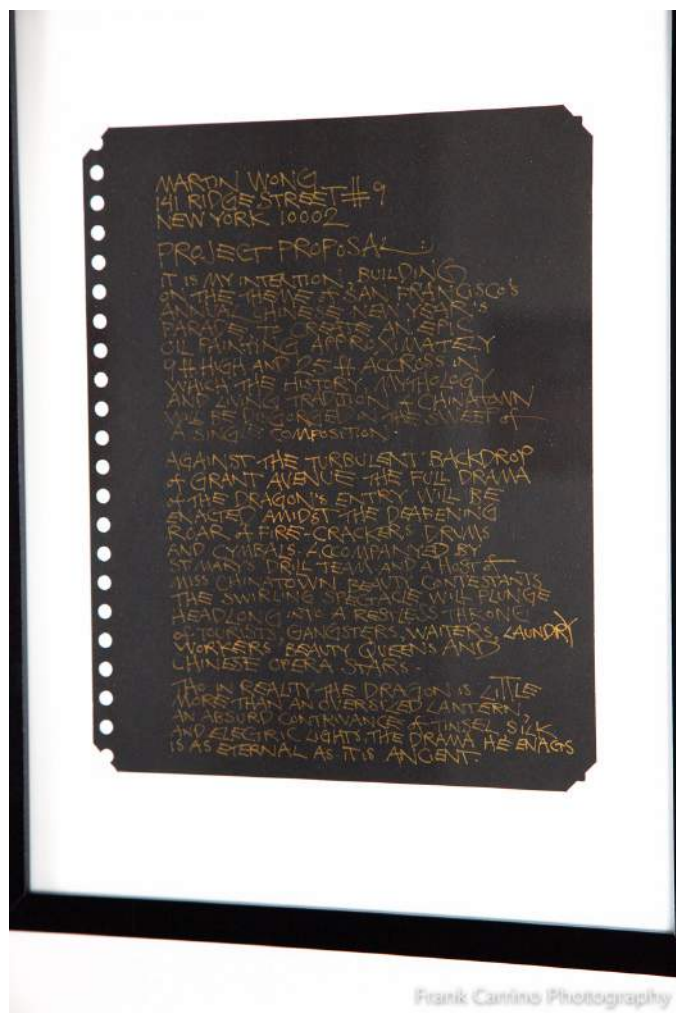 MARTIN WONG
141 RIDGE STREET # 9
NEW YORK 10002
PROJECT PROPOSAL:
IT IS MY INTENTION, BUILDING
ON THE THEME of SAN FRANCISCO'S
ANNUAL CHINESE NEW YEAR'S
PARADE TO CREATE AN EPIC
OIL PAINTING APPROXIMATELY
9 ft HIGH AND 25 ft ACCROSS IN
WHICH THE HISTORY, MYTHOLOGY
AND LIVING TRADITION of CHINATOWN
WILL BE DISGORGED IN THE SWEEP of
A SINGLE COMPOSITION.
AGAINST THE TURBULENT BACKDROP
of GRANT AVENUE THE FULL DRAMA
of THE DRAGON'S ENTRY WILL BE
ENACTED AMIDST THE DEAFENING
ROAR of FIRE-CRACKERS DRUMS
AND CYMBALS. ACCOMPANYED BY
ST MARY'S DRILL TEAM AND A HOST of
MISS CHINATOWN BEAUTY CONTESTANTS
THE SWIRLING SPECTACLE WILL PLUNGE
HEADLONG INTO A RESTLESS THRONG
of TOURISTS, GANGSTERS, WAITERS, LAUNDRY
WORKERS BEAUTY QUEENS AND
CHINESE OPERA STARS.
THO IN REALITY THE DRAGON IS LITTLE
MORE THAN AN OVERSIZED LANTERN,
AN ABSURD CONTRIVANCE of TINSEL, SILK
AND ELECTRIC LIGHTS, THE DRAMA HE ENACTS
IS AS ETERNAL AS IT IS ANCIENT.
Frank Carrino Photography